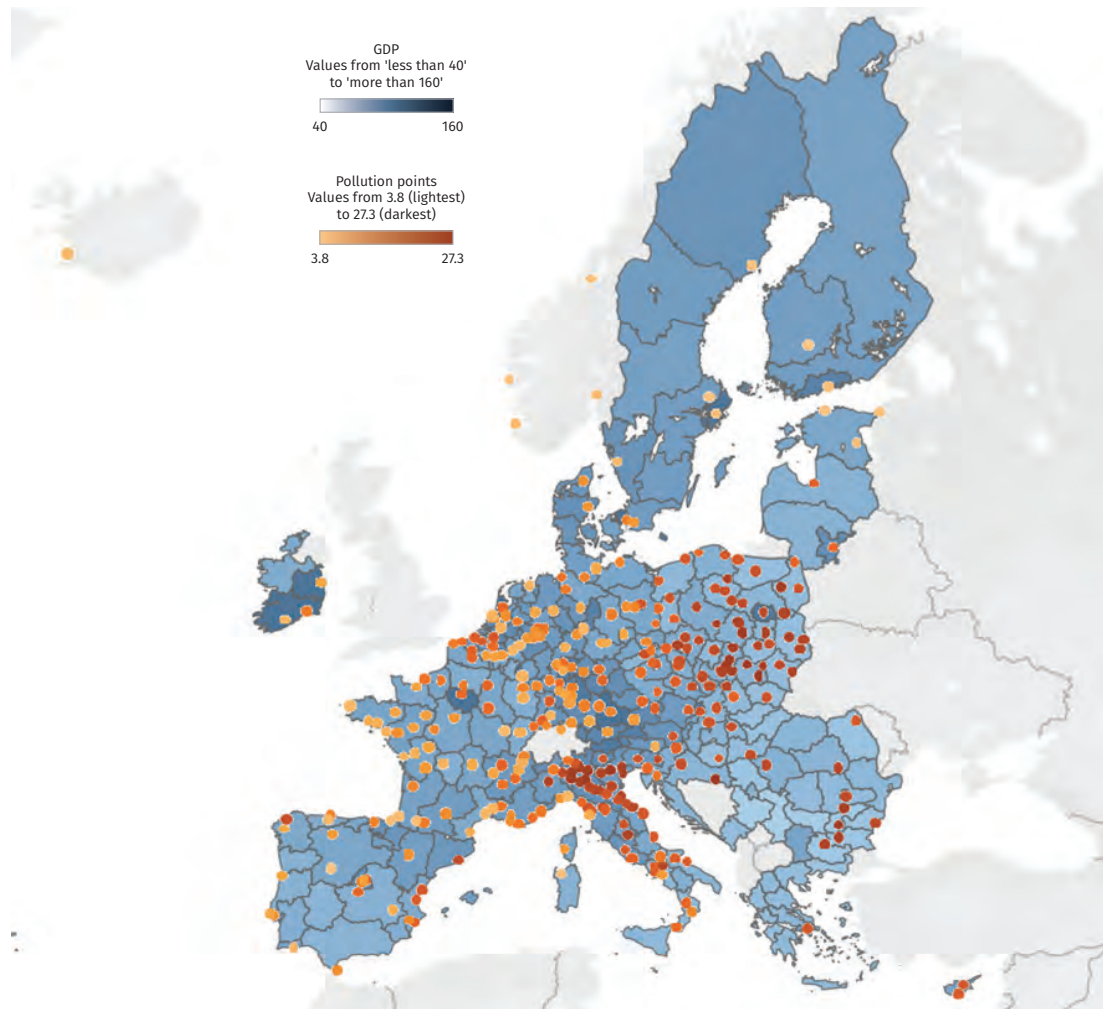 GDP
Values from 'less than 40'
to 'more than 160'
40 160
Pollution points
Values from 3.8 (lightest)
to 27.3 (darkest)
3.8 27.3